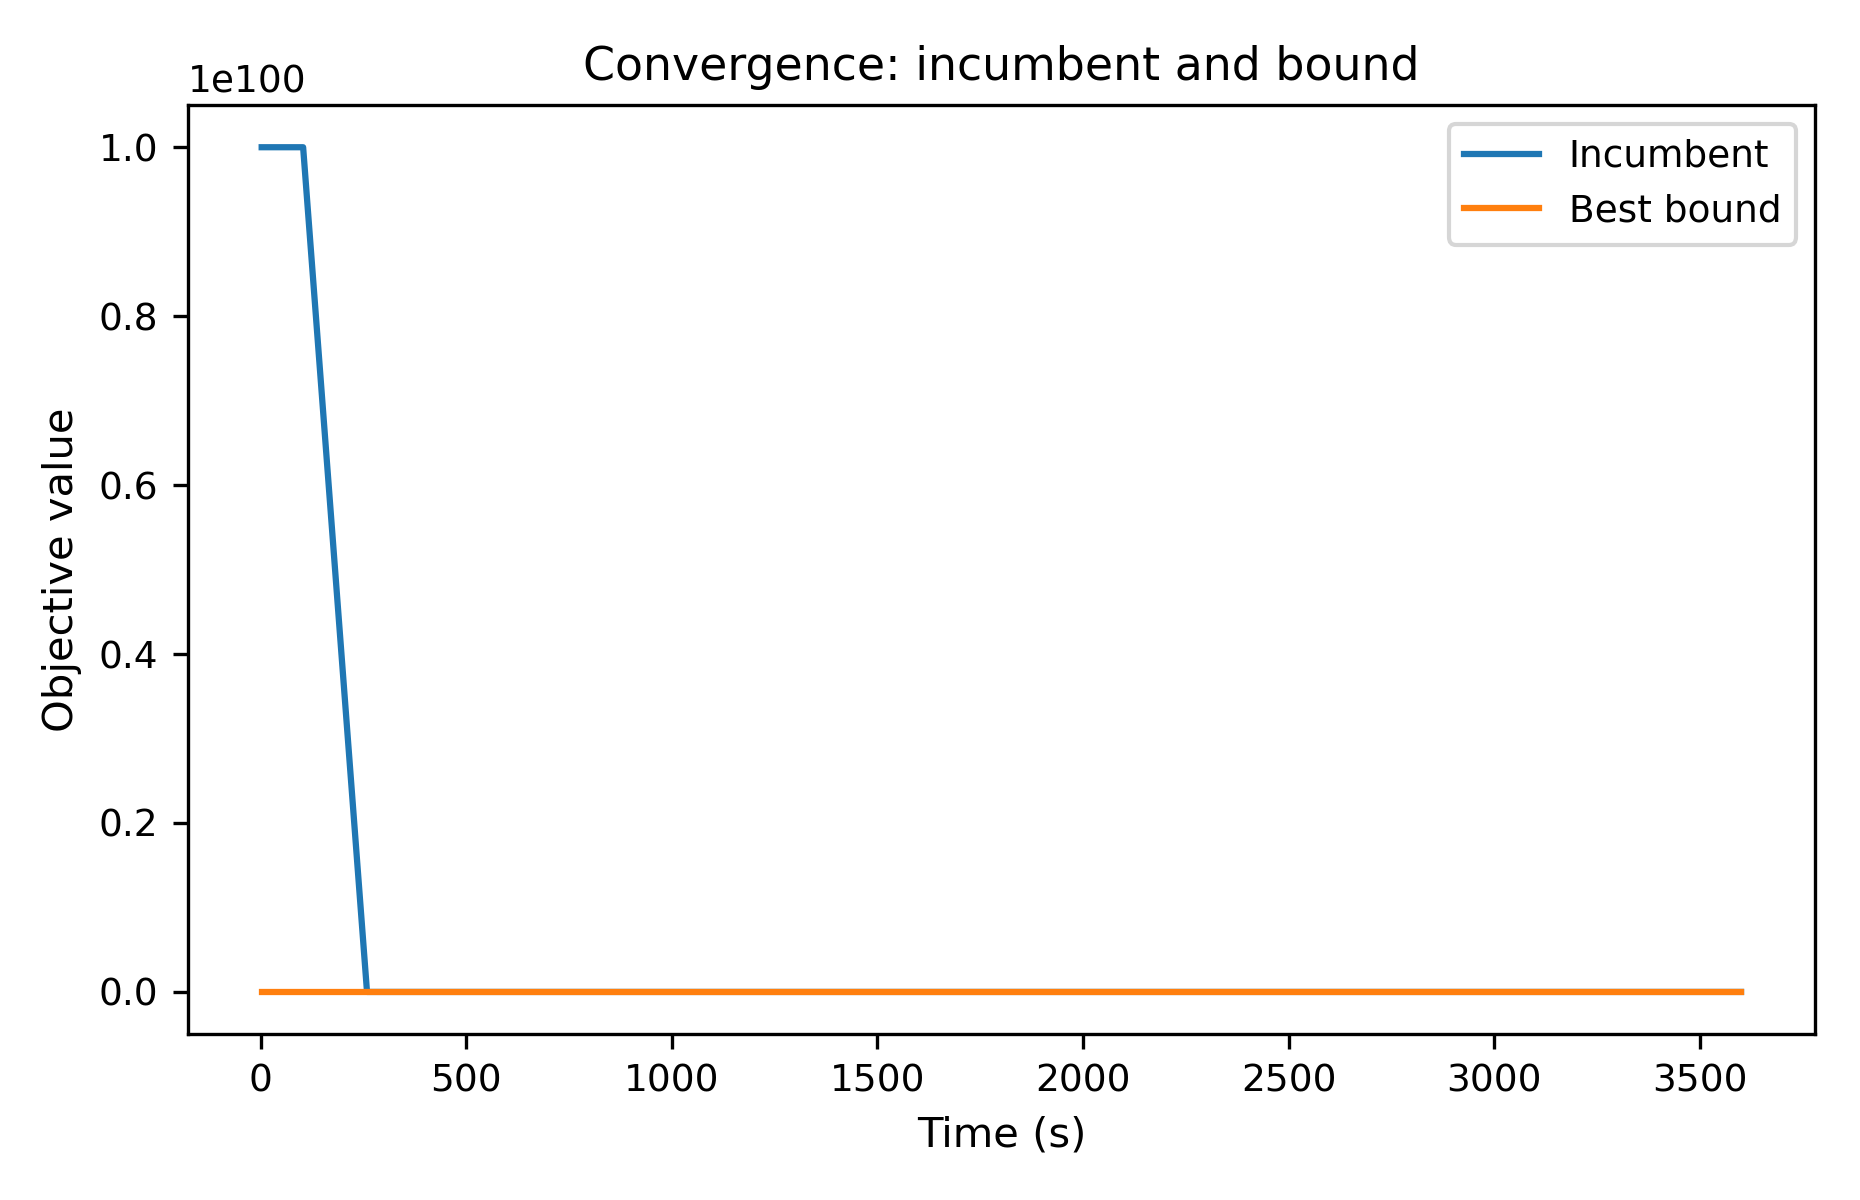 Convergence: incumbent and bound
1e100
1.0
0.8
0.6
0.4
0.2
0.0
Objective value
Incumbent
Best bound
0 500 1000 1500 2000 2500 3000 3500
Time (s)